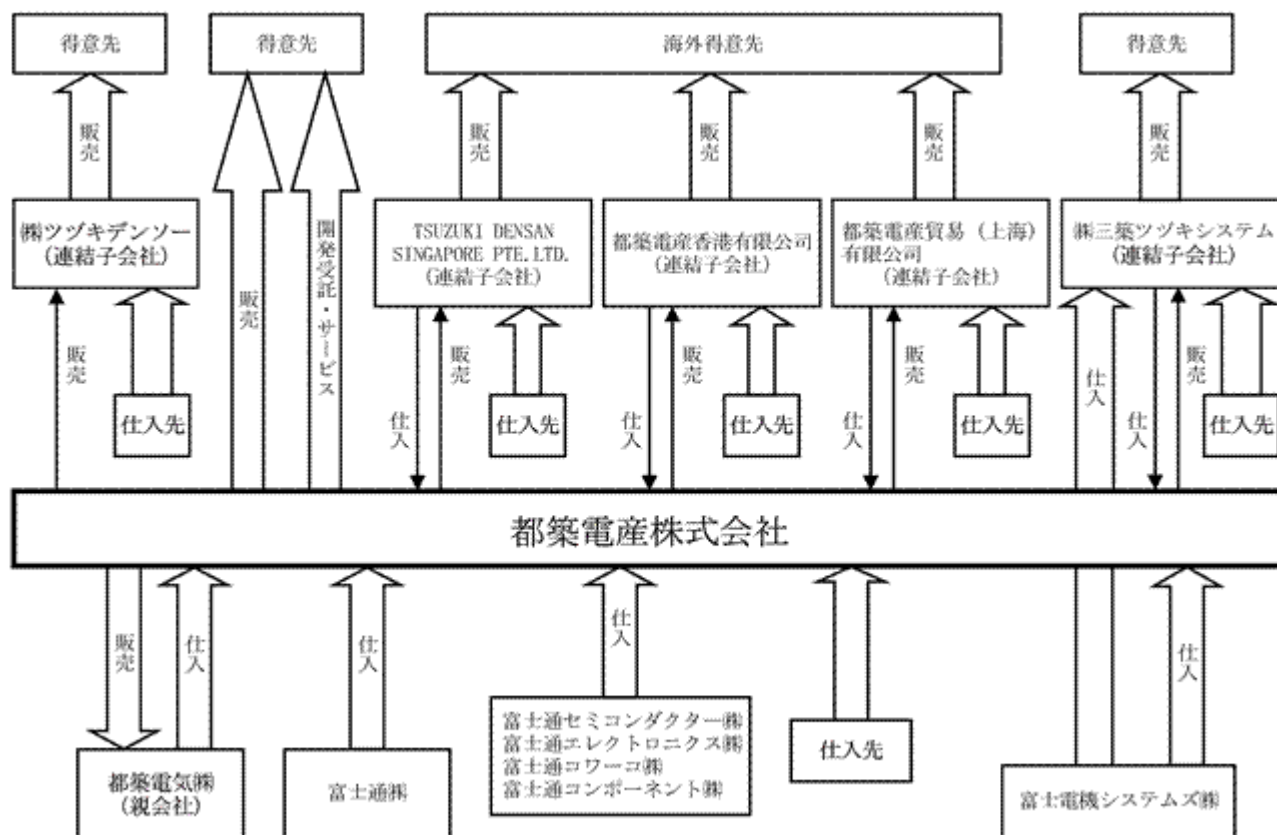 得意先
得意先
海外得意先
得意先
販売
販売
販売
販売
販売
㈱ツヅキデンソー
(連結子会社)
TSUZUKI DENSAN
SINGAPORE PTE.LTD.
(連結子会社)
都築電産香港有限公司
(連結子会社)
都築電産貿易（上海）
有限公司
(連結子会社)
㈱三築ツヅキシステム
(連結子会社)
販売
開発受託・サービス
販売
仕入先
仕入
販売
仕入先
仕入
販売
仕入先
仕入
販売
仕入先
仕入
仕入
販売
仕入先
都築電産株式会社
販売
仕入
仕入
仕入
仕入
都築電気㈱
(親会社)
富士通㈱
富士通セミコンダクター㈱
富士通エレクトロニクス㈱
富士通コワーコ㈱
富士通コンポーネント㈱
仕入先
富士電機システムズ㈱